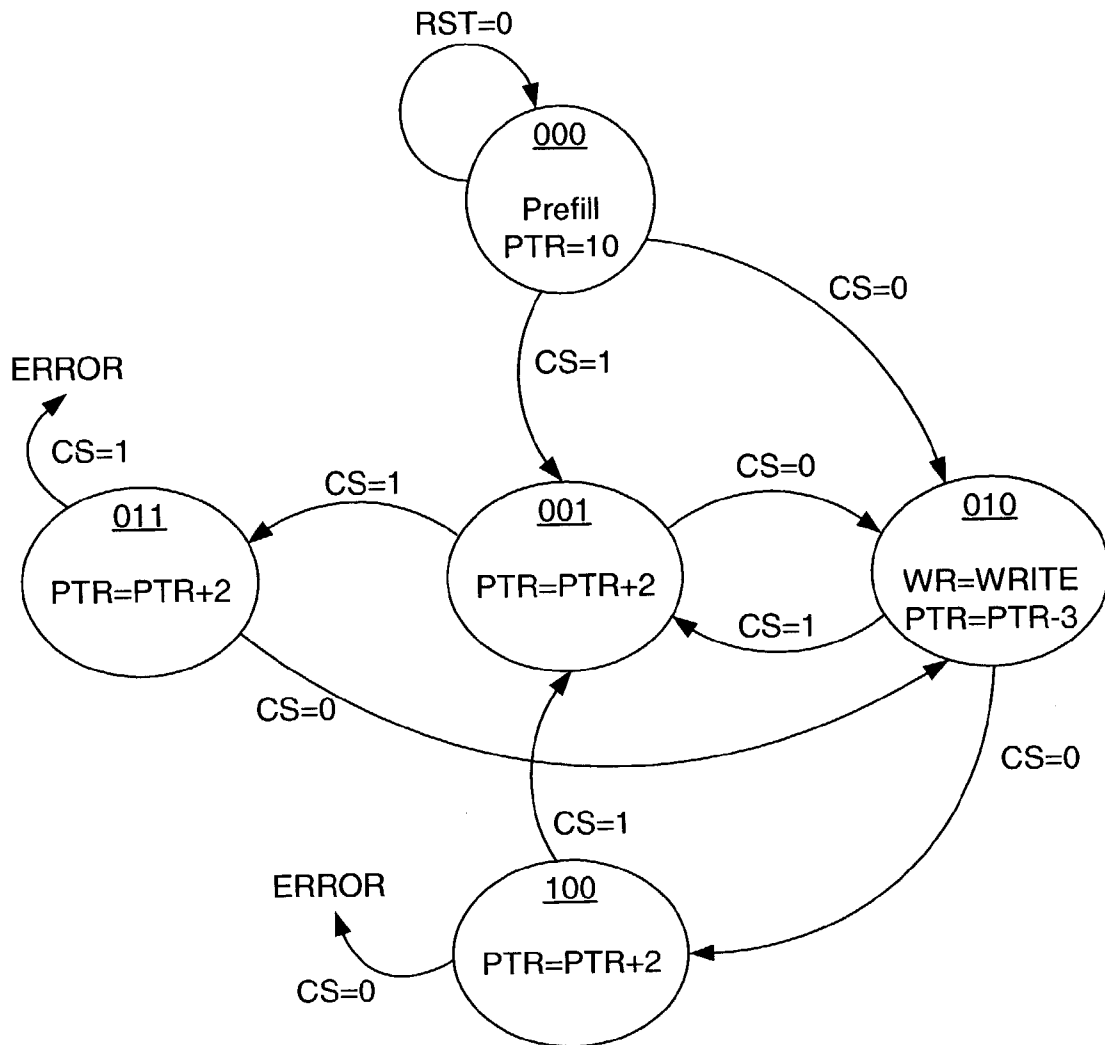 RST=0
000
Prefill
PTR=10
CS=0
CS=1
ERROR
CS=1
CS=1
CS=0
011
PTR=PTR+2
001
PTR=PTR+2
010
WR=WRITE
PTR=PTR-3
CS=1
CS=0
CS=0
CS=1
ERROR
100
PTR=PTR+2
CS=0